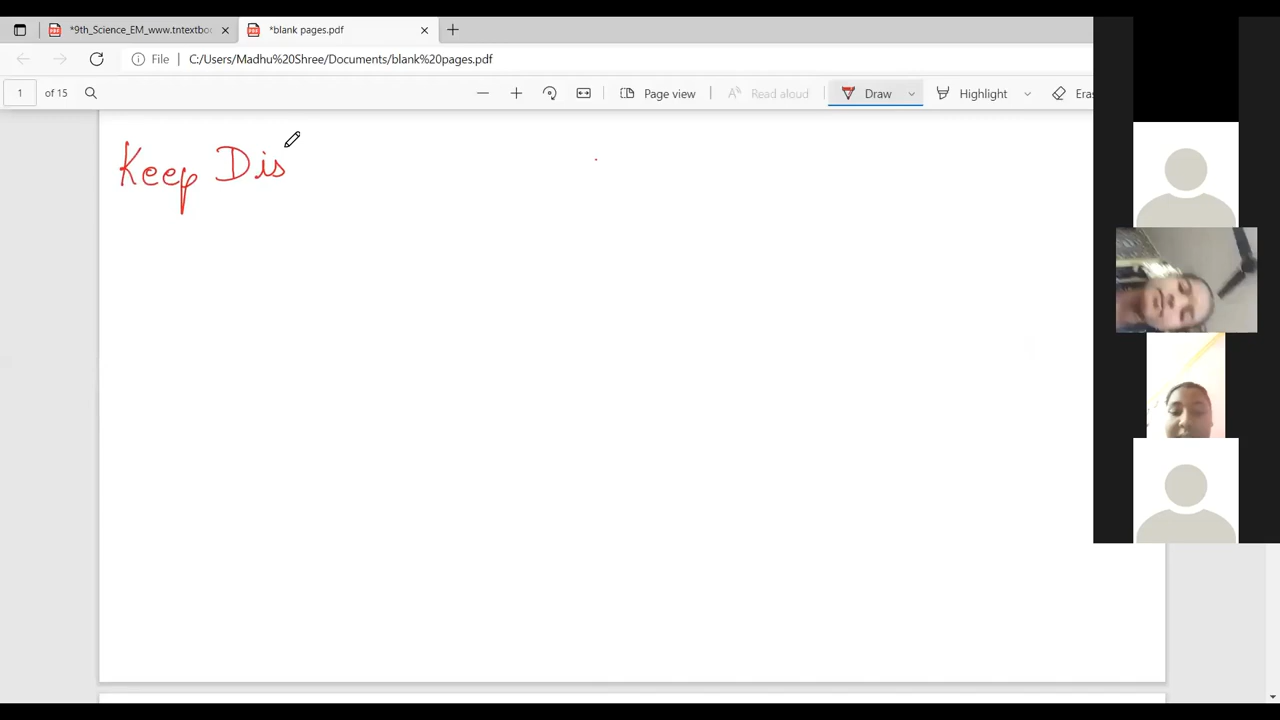 *9th_Science_EM_www.tntextboo
*blank pages.pdf
File
C:/Users/Madhu%20Shree/Documents/blank%20pages.pdf
1 of 15
Page view
Read aloud
Draw
Highlight
Eras
Keep Dis